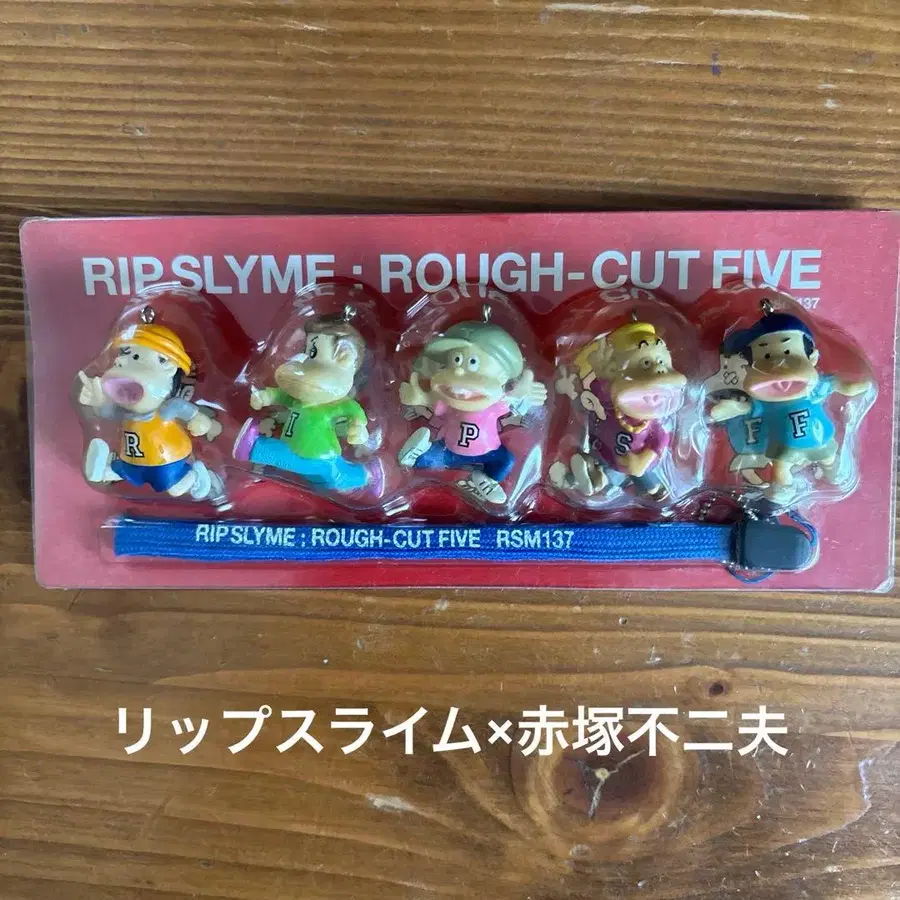 RIP SLYME : ROUGH-CUT FIVE
137
R
I
P
S
F
F
RIP SLYME : ROUGH-CUT FIVE RSM137
リップスライム×赤塚不二夫